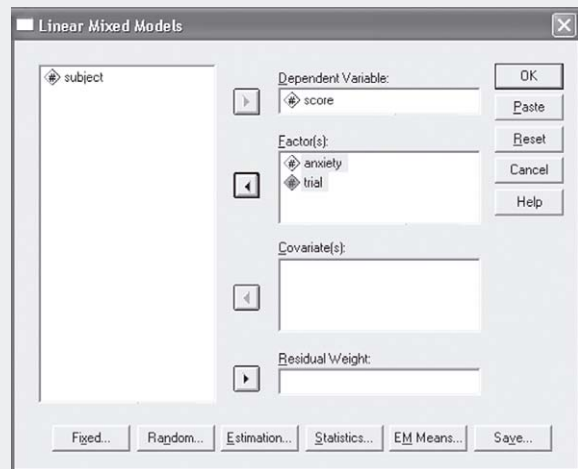 Linear Mixed Models
subject
Dependent Variable:
score
Factor(s):
anxiety
trial
Covariate(s):
Residual Weight:
OK
Paste
Reset
Cancel
Help
Fixed...
Random...
Estimation...
Statistics...
EM Means...
Save...